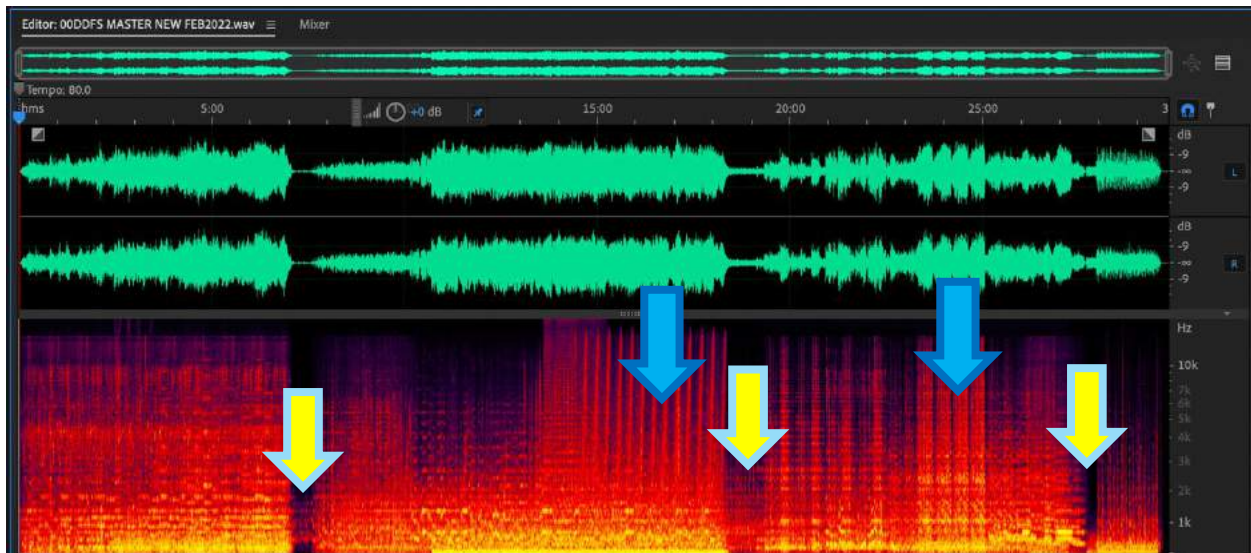 Editor: 00DDFS MASTER NEW FEB2022.wav Mixer
Tempo: 80.0
hms 5:00 +0 dB 15:00 20:00 25:00 3
dB
-9
-∞
-9
L
dB
-9
-∞
-9
R
Hz
10k
7k
6k
5k
4k
3k
2k
1k